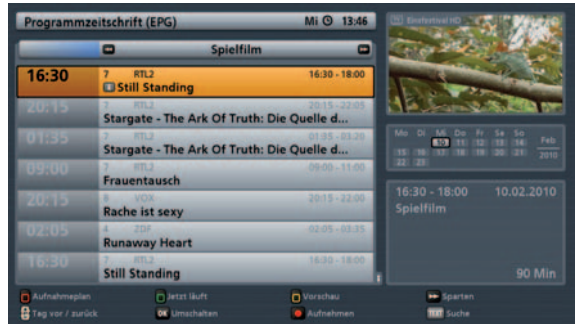 Programmzeitschrift (EPG) Mi 13:46
Spielfilm
16:30 7 RTL2 16:30 - 18:00
Still Standing
20:15 7 RTL2 20:15 - 22:05
Stargate - The Ark Of Truth: Die Quelle d...
01:35 7 RTL2 01:35 - 03:20
Stargate - The Ark Of Truth: Die Quelle d...
09:00 7 RTL2 09:00 - 11:00
Frauentausch
20:15 8 VOX 20:15 - 22:00
Rache ist sexy
02:05 4 ZDF 02:05 - 03:35
Runaway Heart
16:30 7 RTL2 16:30 - 18:00
Still Standing
Einsfestival HD
Mo Di Mi Do Fr Sa So
10 11 12 13 14 Feb
15 16 17 18 19 20 21 2010
22 23
16:30 - 18:00 10.02.2010
Spielfilm
90 Min
Aufnahmeplan Jetzt läuft Vorschau Sparten
Tag vor / zurück OK Umschalten Aufnehmen TEXT Suche